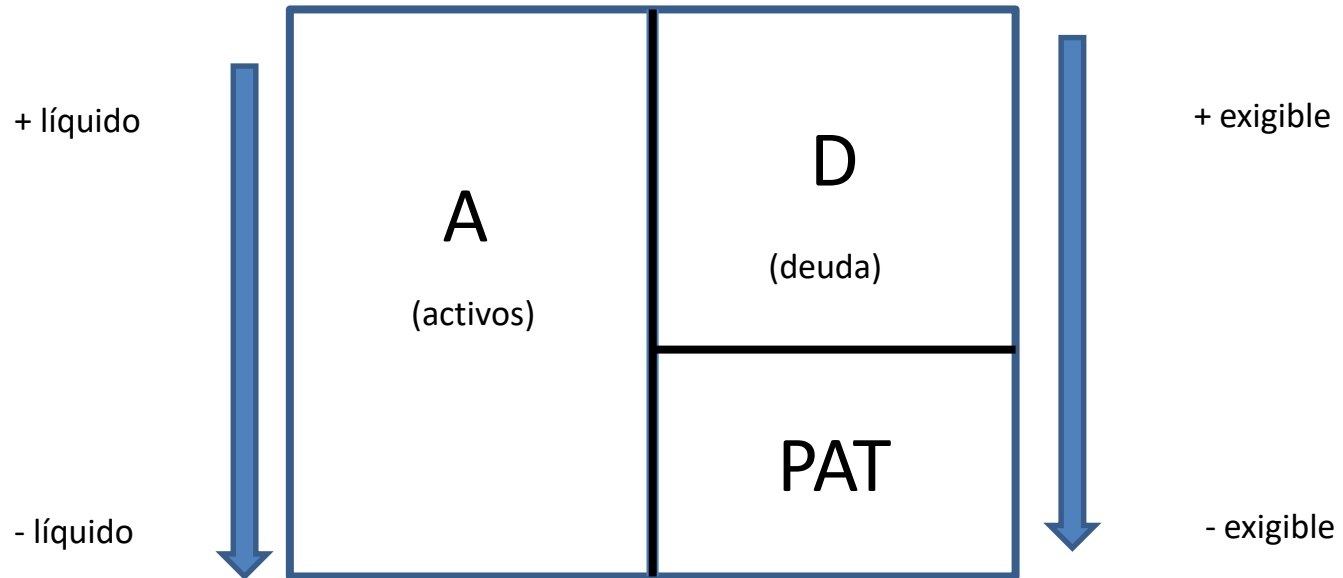 + líquido
- líquido
A
(activos)
D
(deuda)
PAT
+ exigible
- exigible